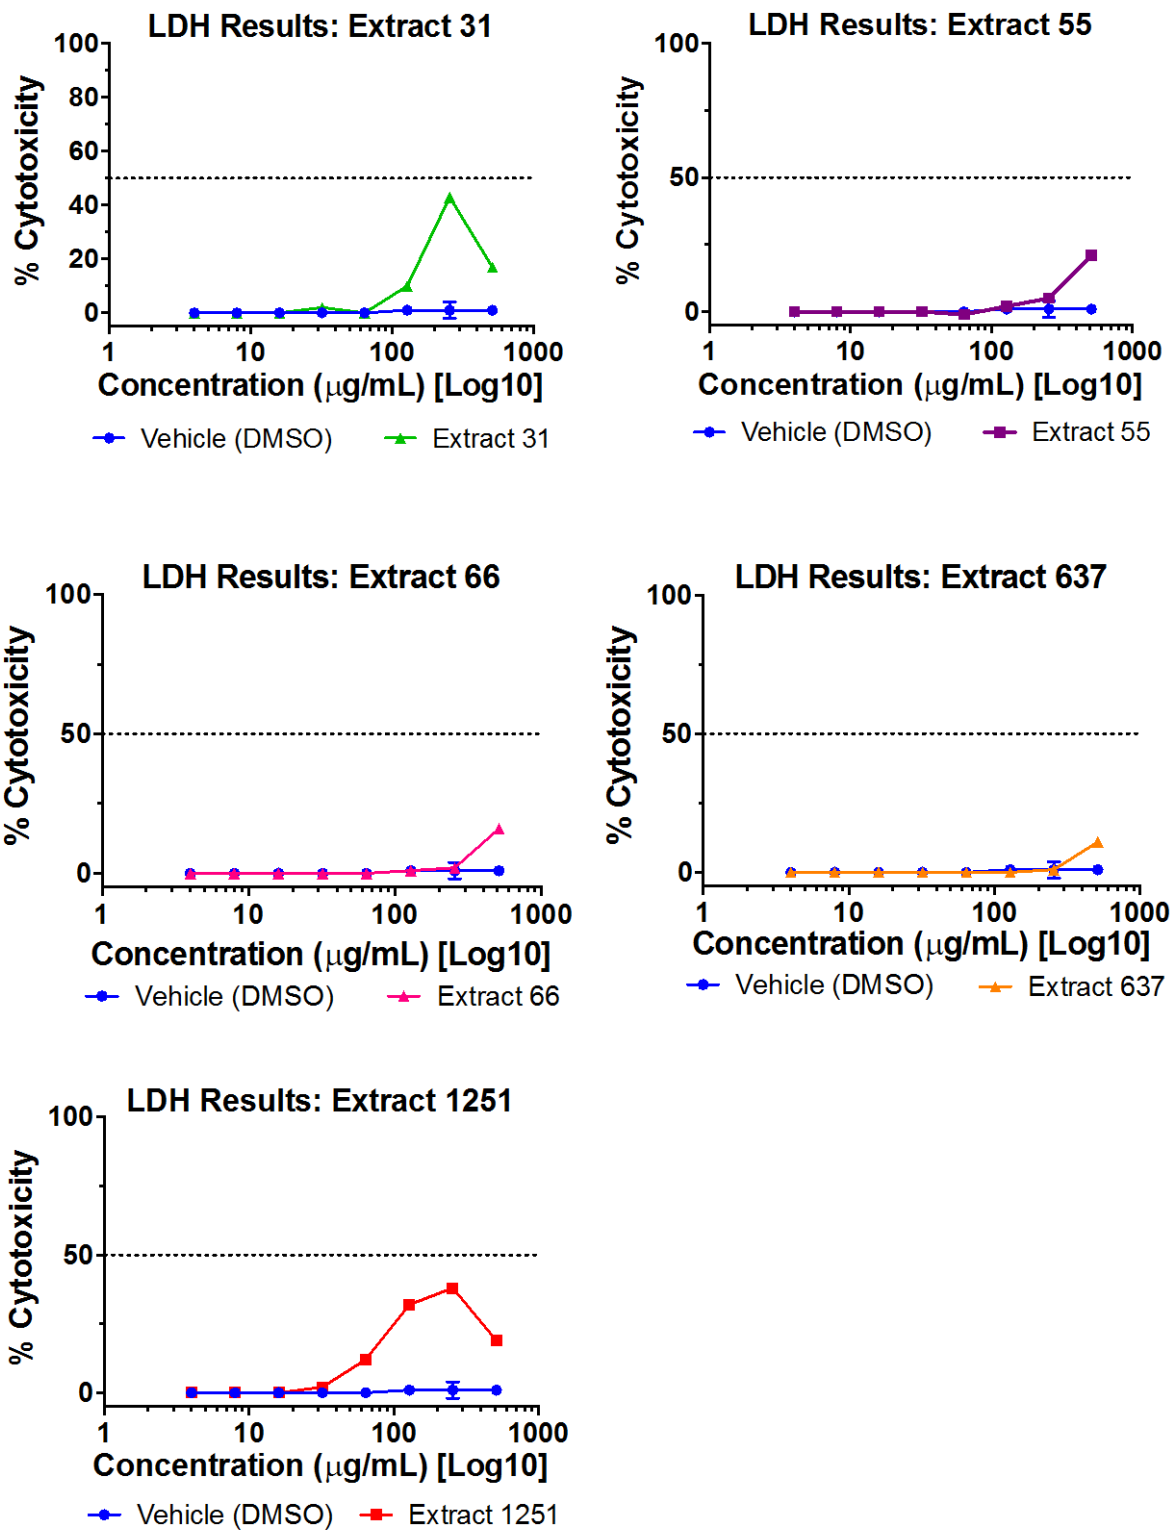 LDH Results: Extract 31
% Cytotoxicity
100
80
60
40
20
0
1
10
100
1000
Concentration (μg/mL) [Log10]
Vehicle (DMSO)
Extract 31
LDH Results: Extract 55
% Cytotoxicity
100
50
0
1
10
100
1000
Concentration (μg/mL) [Log10]
Vehicle (DMSO)
Extract 55
LDH Results: Extract 66
% Cytotoxicity
100
50
0
1
10
100
1000
Concentration (μg/mL) [Log10]
Vehicle (DMSO)
Extract 66
LDH Results: Extract 637
% Cytotoxicity
100
50
0
1
10
100
1000
Concentration (μg/mL) [Log10]
Vehicle (DMSO)
Extract 637
LDH Results: Extract 1251
% Cytotoxicity
100
50
0
1
10
100
1000
Concentration (μg/mL) [Log10]
Vehicle (DMSO)
Extract 1251